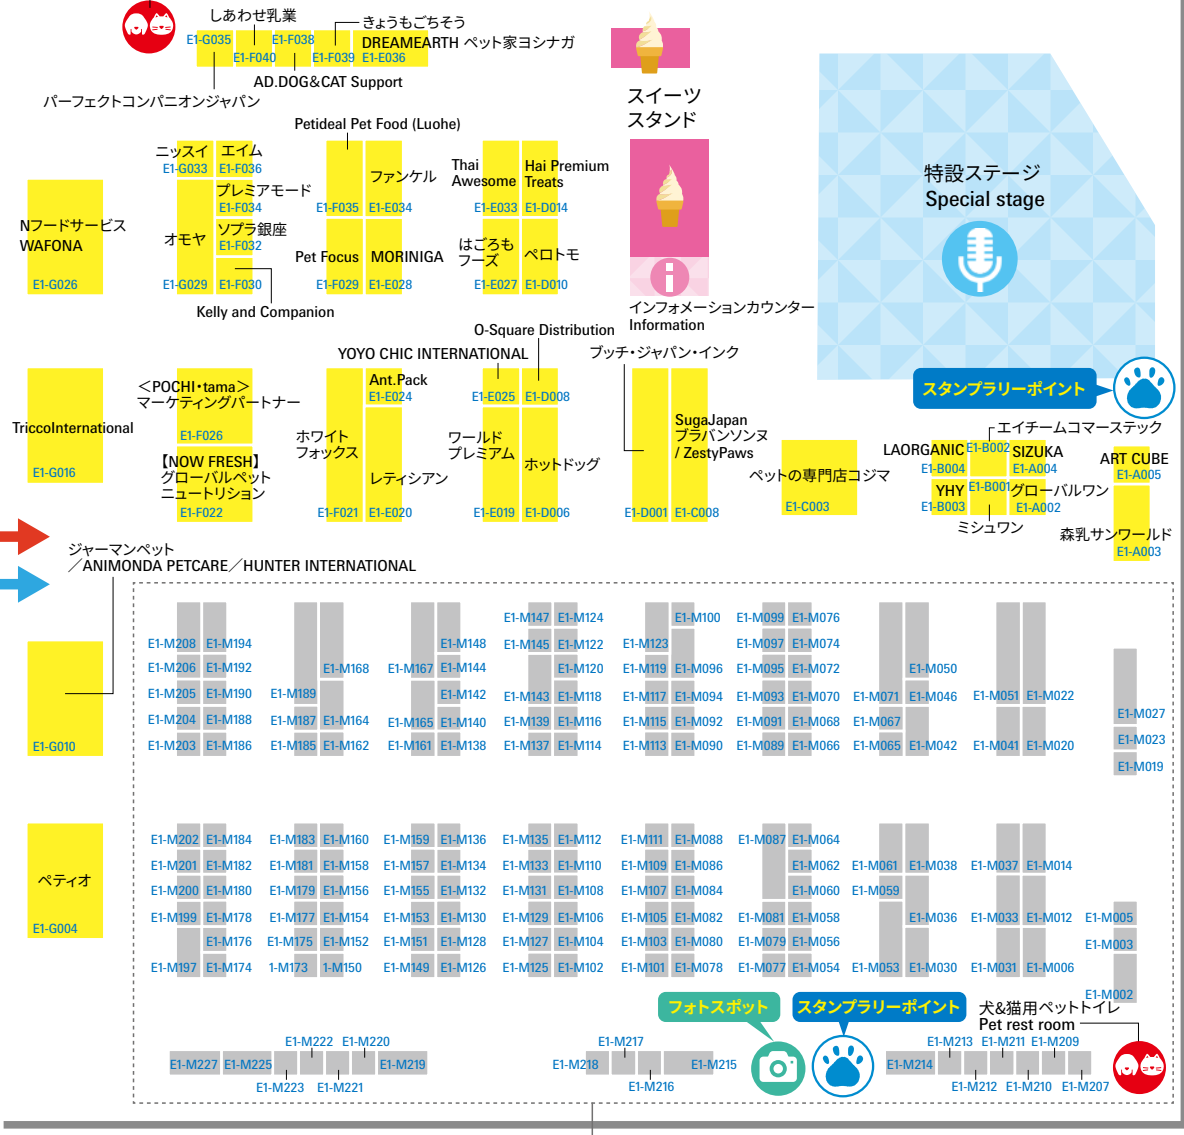 しあわせ乳業
きょうもごちそう
E1-G035
E1-F038
DREAMEARTH ペット家ヨシナガ
E1-F040
E1-F039
E1-E036
AD.DOG&CAT Support
パーフェクトコンパニオンジャパン
スイーツ
スタンド
Petideal Pet Food (Luohe)
ニッスイ
エイム
E1-G033
E1-F036
プレミアモード
E1-F034
ソプラ銀座
E1-F032
オモヤ
E1-G029
E1-F030
Kelly and Companion
Nフードサービス
WAFONA
E1-G026
ファンケル
E1-F035
E1-E034
Pet Focus
MORINIGA
E1-F029
E1-E028
Thai
Awesome
Hai Premium
Treats
E1-E033
E1-D014
はごろも
フーズ
ペロトモ
E1-E027
E1-D010
特設ステージ
Special stage
インフォメーションカウンター
Information
O-Square Distribution
YOYO CHIC INTERNATIONAL
ブッチ・ジャパン・インク
スタンプラリーポイント
TriccoInternational
E1-G016
<POCHI・tama>
マーケティングパートナー
E1-F026
【NOW FRESH】
グローバルペット
ニュートリション
E1-F022
Ant.Pack
E1-E024
ホワイト
フォックス
レティシアン
E1-F021
E1-E020
E1-E025
E1-D008
ワールド
プレミアム
ホットドッグ
E1-E019
E1-D006
SugaJapan
ブラバンソンヌ
/ ZestyPaws
E1-D001
E1-C008
ペットの専門店コジマ
E1-C003
エイチームコマーステック
LAORGANIC
E1-B002
SIZUKA
E1-B004
E1-A004
YHY
E1-B001
グローバルワン
E1-B003
E1-A002
ミシュワン
ART CUBE
E1-A005
森乳サンワールド
E1-A003
ジャーマンペット
/ANIMONDA PETCARE/HUNTER INTERNATIONAL
E1-G010
ペティオ
E1-G004
E1-M147 E1-M124 E1-M100 E1-M099 E1-M076
E1-M208 E1-M194 E1-M148 E1-M145 E1-M122 E1-M123 E1-M097 E1-M074
E1-M206 E1-M192 E1-M168 E1-M167 E1-M144 E1-M120 E1-M119 E1-M096 E1-M095 E1-M072 E1-M050
E1-M205 E1-M190 E1-M189 E1-M142 E1-M143 E1-M118 E1-M117 E1-M094 E1-M093 E1-M070 E1-M071 E1-M046 E1-M051 E1-M022
E1-M204 E1-M188 E1-M187 E1-M164 E1-M165 E1-M140 E1-M139 E1-M116 E1-M115 E1-M092 E1-M091 E1-M068 E1-M067 E1-M027
E1-M203 E1-M186 E1-M185 E1-M162 E1-M161 E1-M138 E1-M137 E1-M114 E1-M113 E1-M090 E1-M089 E1-M066 E1-M065 E1-M042 E1-M041 E1-M020 E1-M023
E1-M019
E1-M202 E1-M184 E1-M183 E1-M160 E1-M159 E1-M136 E1-M135 E1-M112 E1-M111 E1-M088 E1-M087 E1-M064
E1-M201 E1-M182 E1-M181 E1-M158 E1-M157 E1-M134 E1-M133 E1-M110 E1-M109 E1-M086 E1-M062 E1-M061 E1-M038 E1-M037 E1-M014
E1-M200 E1-M180 E1-M179 E1-M156 E1-M155 E1-M132 E1-M131 E1-M108 E1-M107 E1-M084 E1-M060 E1-M059
E1-M199 E1-M178 E1-M177 E1-M154 E1-M153 E1-M130 E1-M129 E1-M106 E1-M105 E1-M082 E1-M081 E1-M058 E1-M036 E1-M033 E1-M012 E1-M005
E1-M176 E1-M175 E1-M152 E1-M151 E1-M128 E1-M127 E1-M104 E1-M103 E1-M080 E1-M079 E1-M056 E1-M003
E1-M197 E1-M174 1-M173 1-M150 E1-M149 E1-M126 E1-M125 E1-M102 E1-M101 E1-M078 E1-M077 E1-M054 E1-M053 E1-M030 E1-M031 E1-M006
E1-M002
フォトスポット
スタンプラリーポイント
犬&猫用ペットトイレ
Pet rest room
E1-M222 E1-M220 E1-M217 E1-M213 E1-M211 E1-M209
E1-M227 E1-M225 E1-M219 E1-M218 E1-M215 E1-M214
E1-M223 E1-M221 E1-M216 E1-M212 E1-M210 E1-M207